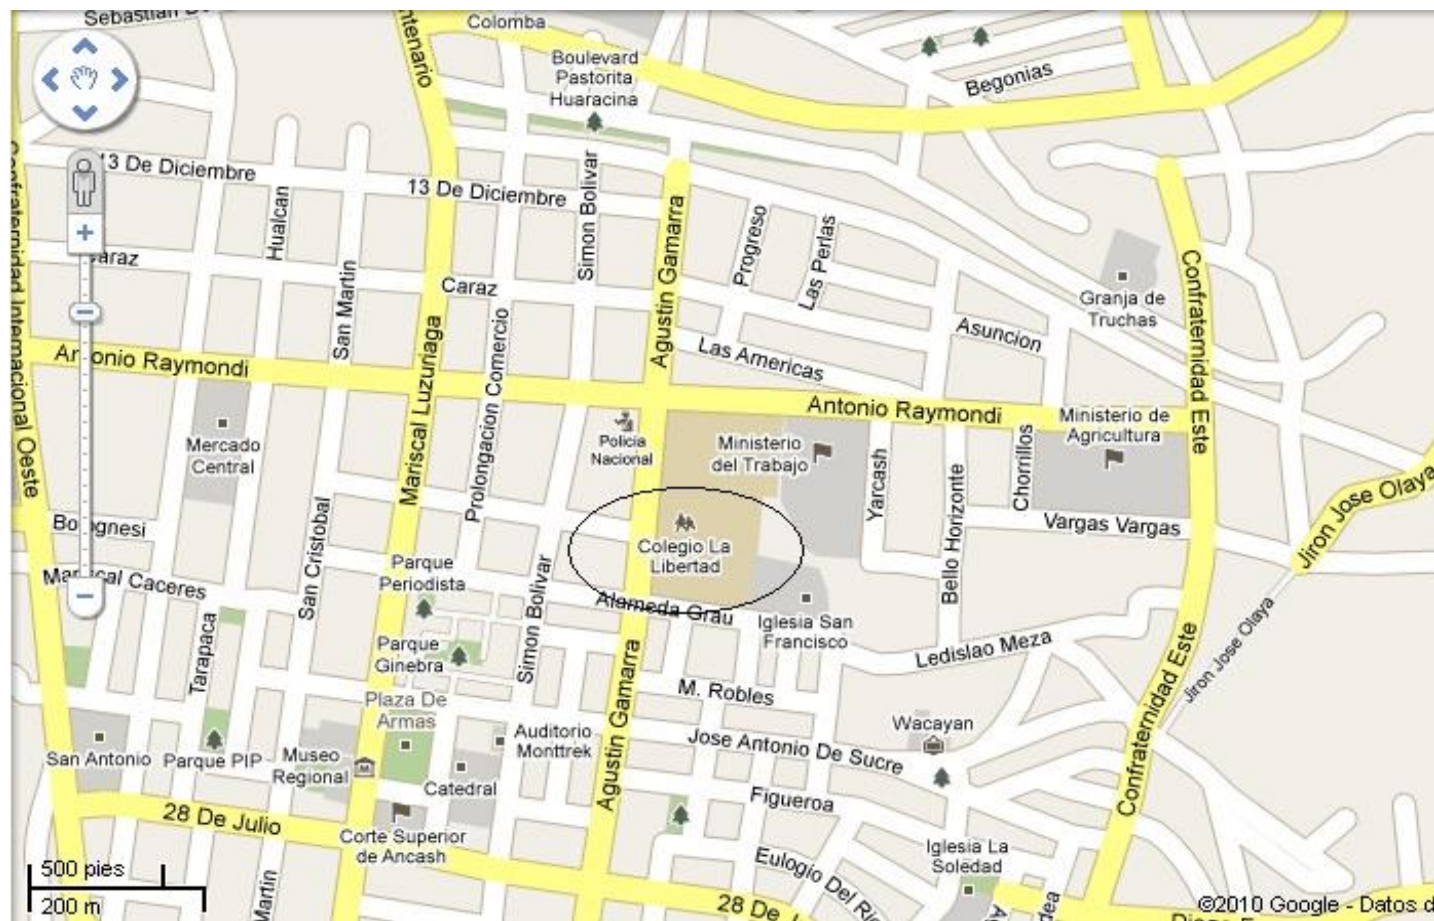 Sebastian
Colomba
Centenario
Boulevard
Pastorita
Huaracina
Begonias
13 De Diciembre
13 De Diciembre
Hualcan
San Martin
Simon Bolivar
Agustin Gamarra
Progreso
Las Perlas
Confraternidad Este
Confraternidad Internacional Oeste
Caraz
Caraz
Granja de
Truchas
Asuncion
Las Americas
Mariscal Luzuriaga
Prolongacion Comercio
Antonio Raymondi
Antonio Raymondi
Mercado
Central
Policia
Nacional
Ministerio
del Trabajo
Ministerio de
Agricultura
Yarcash
Bello Horizonte
Chorrillos
Vargas Vargas
Jiron Jose Olaya
Jiron Jose Olaya
Bolognesi
San Cristobal
Colegio La
Libertad
Parque
Periodista
Mariscal Caceres
Tarapaca
Simon Bolivar
Alameda Grau
Iglesia San
Francisco
Ledislao Meza
Parque
Ginebra
Agustin Gamarra
M. Robles
Plaza De
Armas
Confraternidad Este
San Antonio
Parque PIP
Museo
Regional
Catedral
Auditorio
Monttrek
Jose Antonio De Sucre
Wacayan
Figueroa
28 De Julio
Corte Superior
de Ancash
Iglesia La
Soledad
Eulogio Del Rio
500 pies
200 m
Martin
28 De J
©2010 Google - Datos d